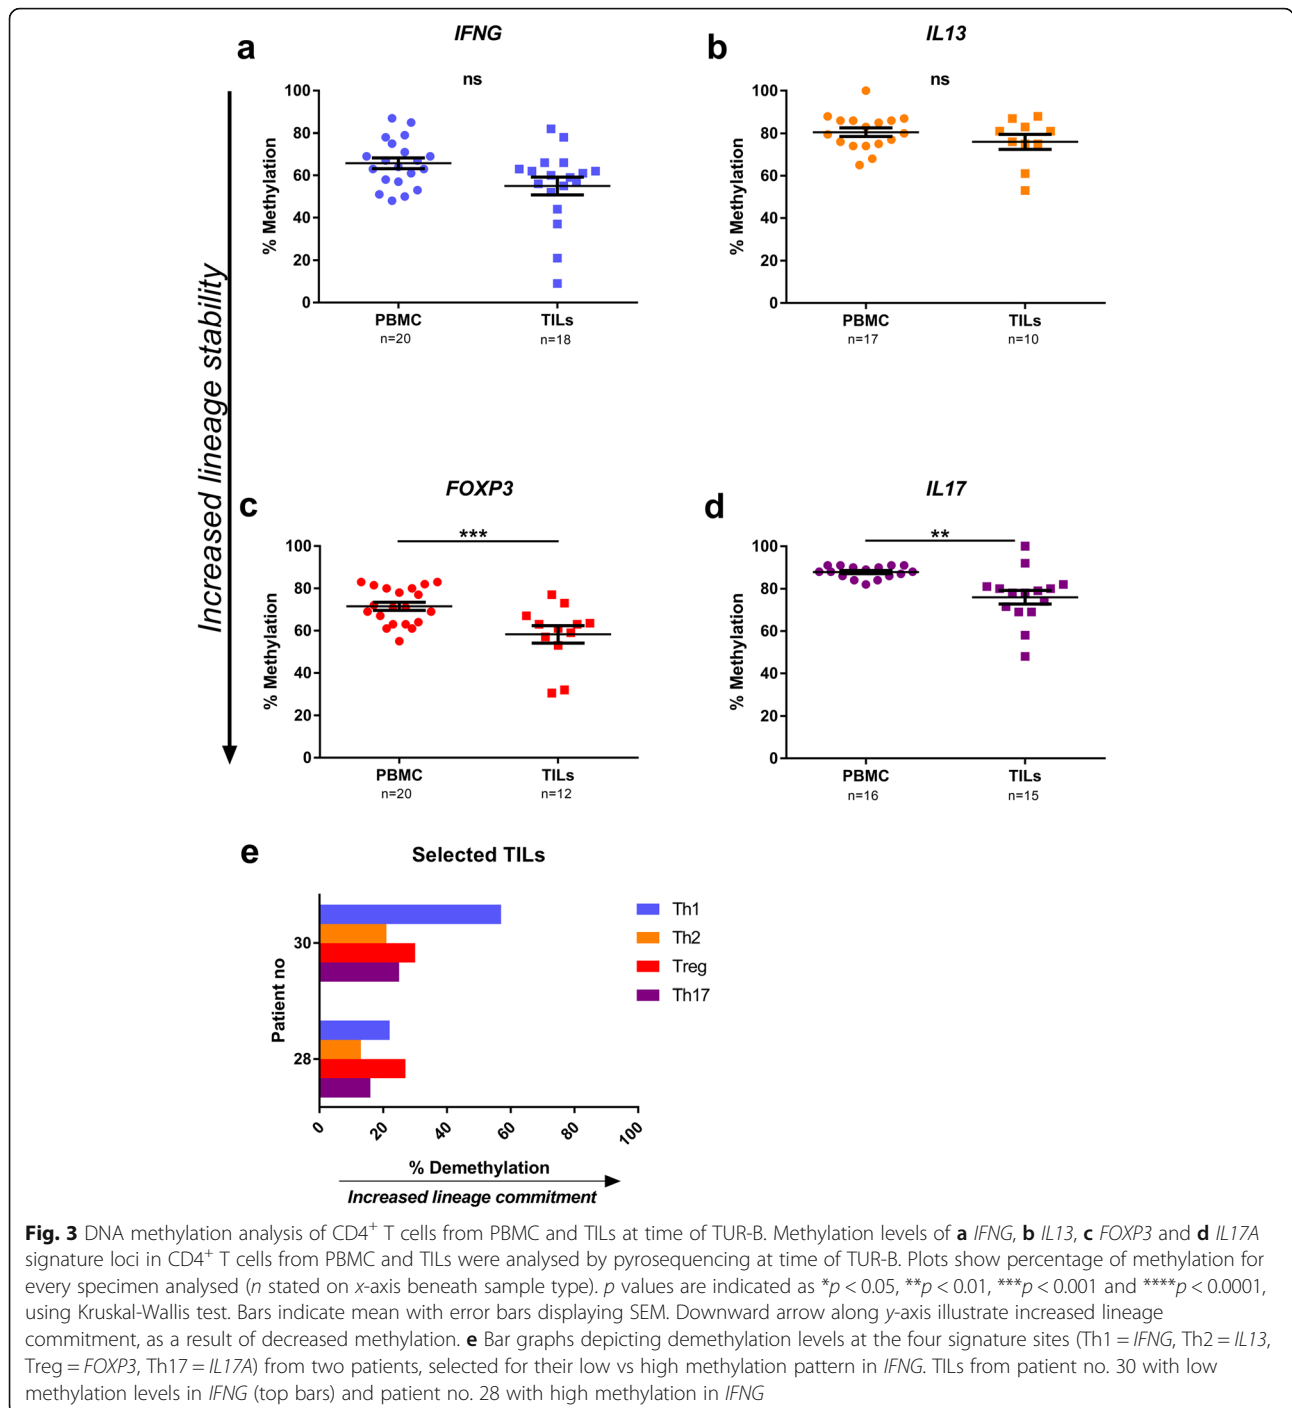 Increased lineage stability
a
IFNG
ns
% Methylation
100
80
60
40
20
0
PBMC
n=20
TILs
n=18
b
IL13
ns
% Methylation
100
80
60
40
20
0
PBMC
n=17
TILs
n=10
c
FOXP3
***
% Methylation
100
80
60
40
20
0
PBMC
n=20
TILs
n=12
d
IL17
**
% Methylation
100
80
60
40
20
0
PBMC
n=16
TILs
n=15
e
Selected TILs
Patient no
30
28
0
20
40
60
80
100
% Demethylation
Increased lineage commitment
Th1
Th2
Treg
Th17
Fig. 3 DNA methylation analysis of CD4+ T cells from PBMC and TILs at time of TUR-B. Methylation levels of a IFNG, b IL13, c FOXP3 and d IL17A
signature loci in CD4+ T cells from PBMC and TILs were analysed by pyrosequencing at time of TUR-B. Plots show percentage of methylation for
every specimen analysed (n stated on x-axis beneath sample type). p values are indicated as *p < 0.05, **p < 0.01, ***p < 0.001 and ****p < 0.0001,
using Kruskal-Wallis test. Bars indicate mean with error bars displaying SEM. Downward arrow along y-axis illustrate increased lineage
commitment, as a result of decreased methylation. e Bar graphs depicting demethylation levels at the four signature sites (Th1 = IFNG, Th2 = IL13,
Treg = FOXP3, Th17 = IL17A) from two patients, selected for their low vs high methylation pattern in IFNG. TILs from patient no. 30 with low
methylation levels in IFNG (top bars) and patient no. 28 with high methylation in IFNG